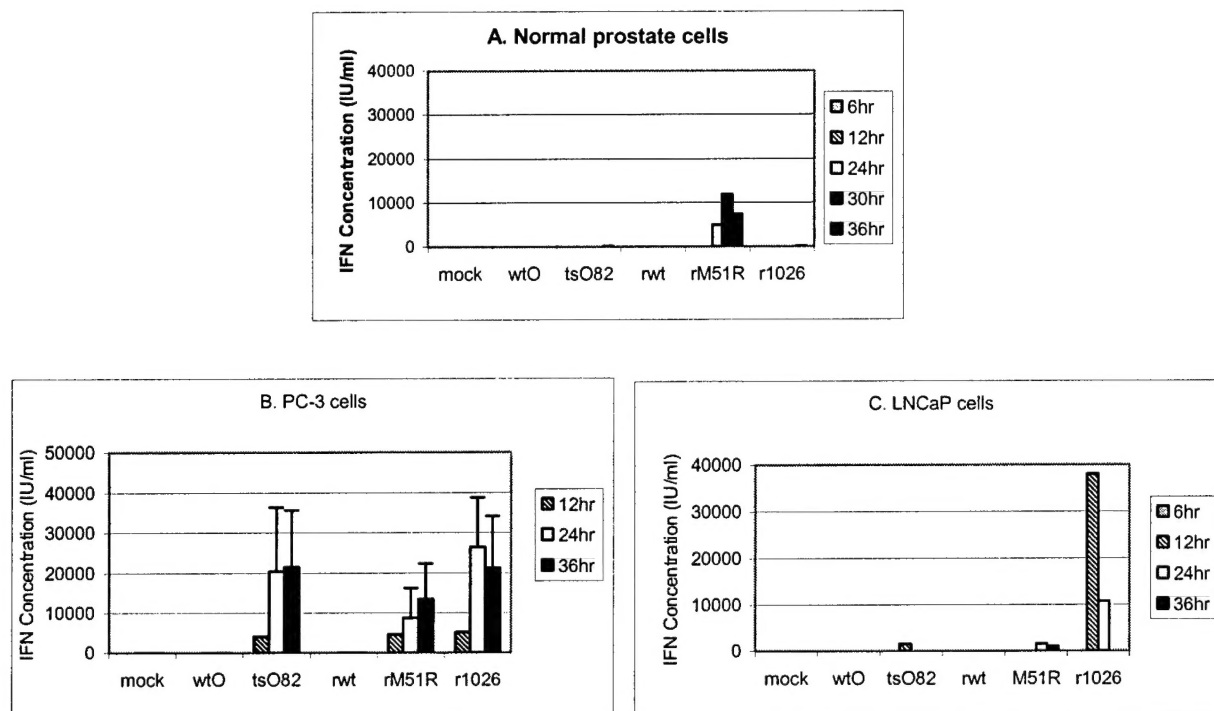 A. Normal prostate cells
IFN Concentration (IU/ml)
40000
30000
20000
10000
0
mock wtO tsO82 rwt rM51R r1026
6hr
12hr
24hr
30hr
36hr
B. PC-3 cells
IFN Concentration (IU/ml)
50000
40000
30000
20000
10000
0
mock wtO tsO82 rwt rM51R r1026
12hr
24hr
36hr
C. LNCaP cells
IFN Concentration (IU/ml)
40000
30000
20000
10000
0
mock wtO tsO82 rwt M51R r1026
6hr
12hr
24hr
36hr